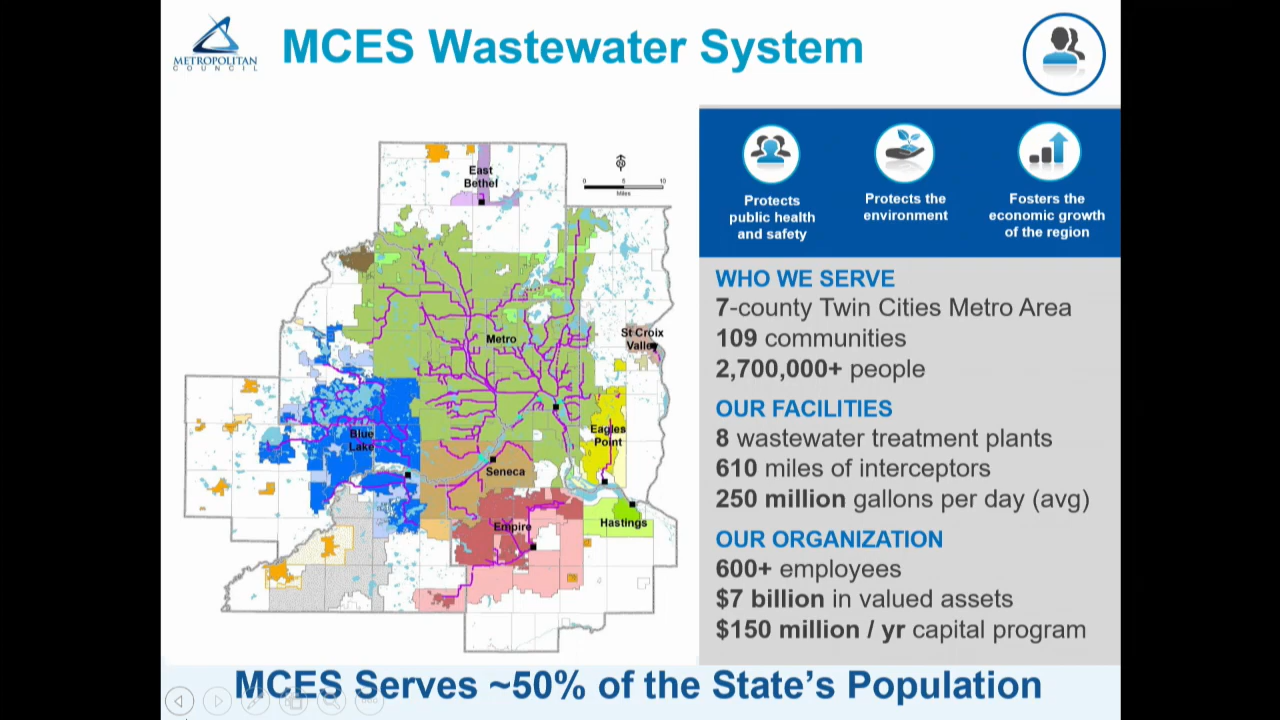 METROPOLITAN
COUNCIL
MCES Wastewater System
East
Bethel
0 5 10
Miles
St Croix
Valley
Metro
Blue
Lake
Eagles
Point
Seneca
Empire
Hastings
Protects
public health
and safety
Protects the
environment
Fosters the
economic growth
of the region
WHO WE SERVE
7-county Twin Cities Metro Area
109 communities
2,700,000+ people
OUR FACILITIES
8 wastewater treatment plants
610 miles of interceptors
250 million gallons per day (avg)
OUR ORGANIZATION
600+ employees
$7 billion in valued assets
$150 million / yr capital program
MCES Serves ~50% of the State's Population